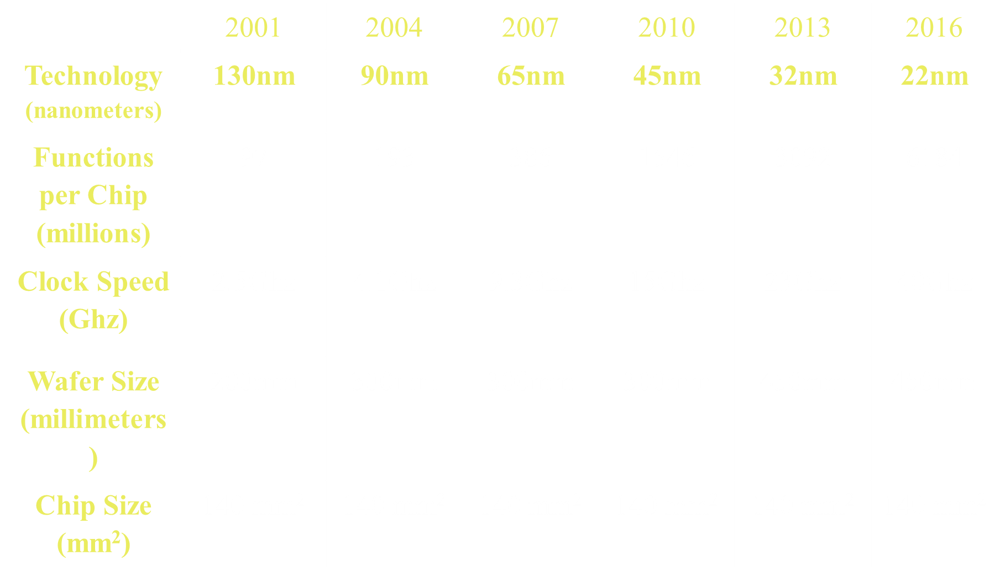 2001 2004 2007 2010 2013 2016
Technology 130nm 90nm 65nm 45nm 32nm 22nm
(nanometers)
Functions
per Chip
(millions)
Clock Speed
(Ghz)
Wafer Size
(millimeters
)
Chip Size
(mm²)